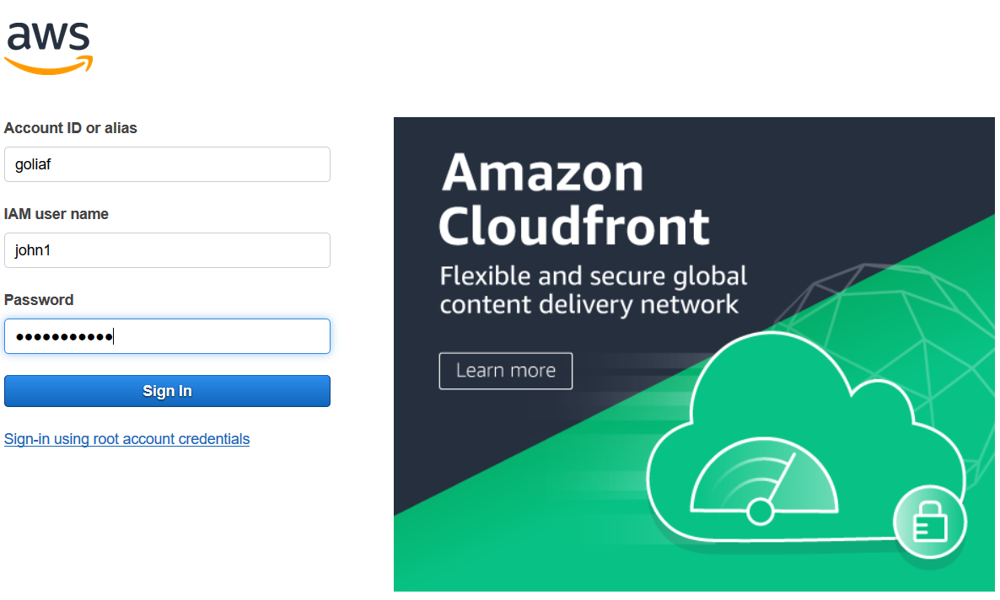 aws
Account ID or alias
goliaf
IAM user name
john1
Password
•••••••••••
Sign In
Sign-in using root account credentials
Amazon
Cloudfront
Flexible and secure global
content delivery network
Learn more